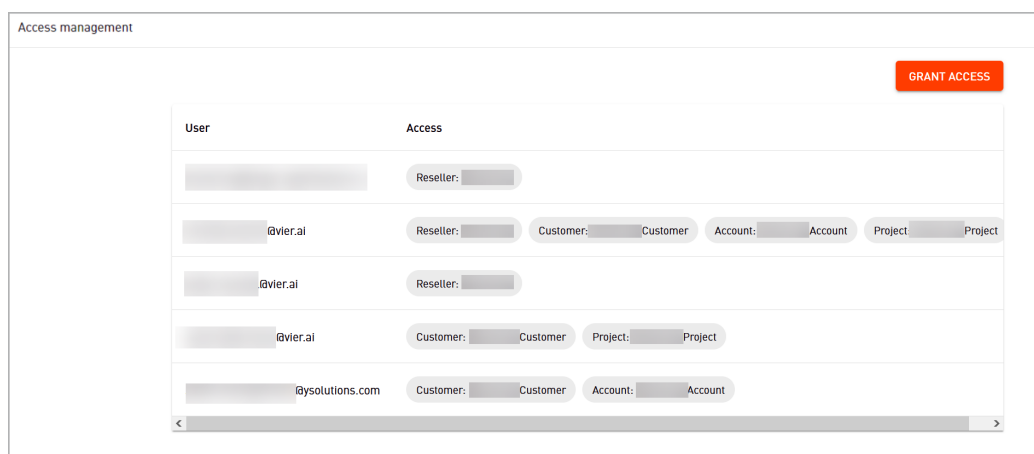 Access management
GRANT ACCESS
User Access
Reseller:
@vier.ai Reseller: Customer: Customer Account: Account Project: Project
@vier.ai Reseller:
@vier.ai Customer: Customer Project: Project
@ysolutions.com Customer: Customer Account: Account